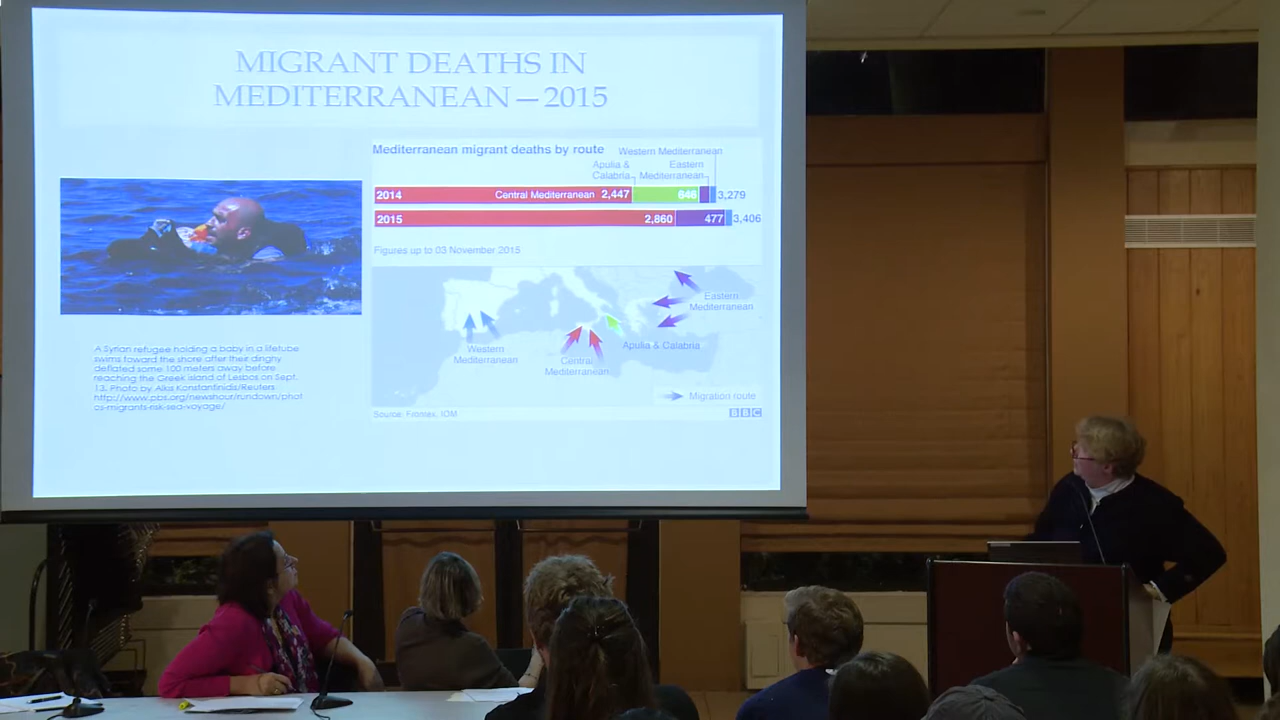 MIGRANT DEATHS IN
MEDITERRANEAN — 2015
Mediterranean migrant deaths by route
Western Mediterranean
Apulia &
Calabria
Eastern
Mediterranean
2014 Central Mediterranean 2,447 846 3,279
2015 2,860 477 3,406
Figures up to 03 November 2015
Eastern
Mediterranean
Western
Mediterranean
Central
Mediterranean
Apulia & Calabria
Migration route
Source: Frontex, IOM
BBC
A Syrian refugee holding a baby in a lifetube
swims toward the shore after their dinghy
deflated some 100 meters away before
reaching the Greek island of Lesbos on Sept.
13. Photo by Alkis Konstantinidis/Reuters
http://www.pbs.org/newshour/rundown/phot
os-migrants-risk-sea-voyage/